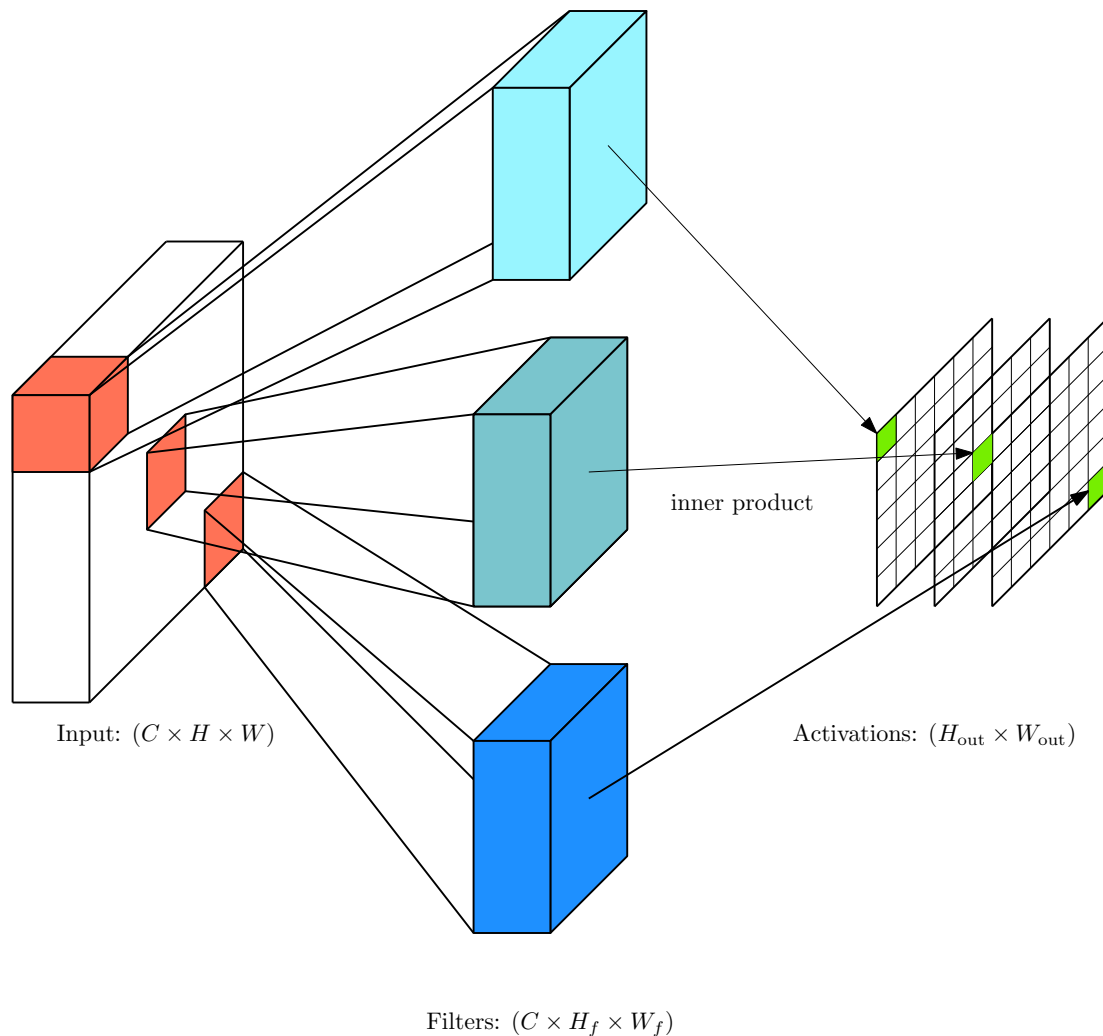 inner product
Input: (C × H × W)
Activations: (H_out × W_out)
Filters: (C × H_f × W_f)